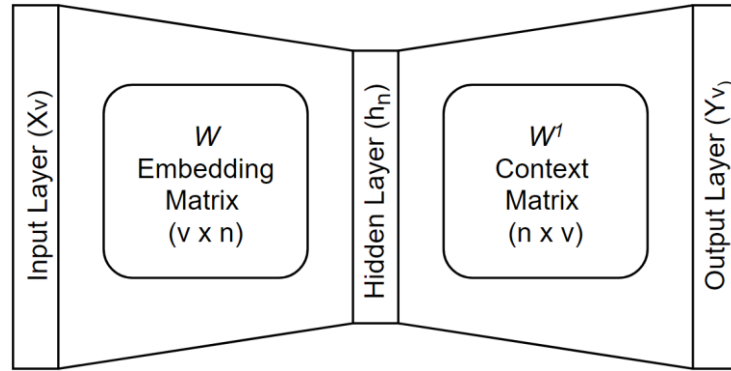 Input Layer (Xv)
W
Embedding
Matrix
(v x n)
Hidden Layer (hn)
W1
Context
Matrix
(n x v)
Output Layer (Yv)